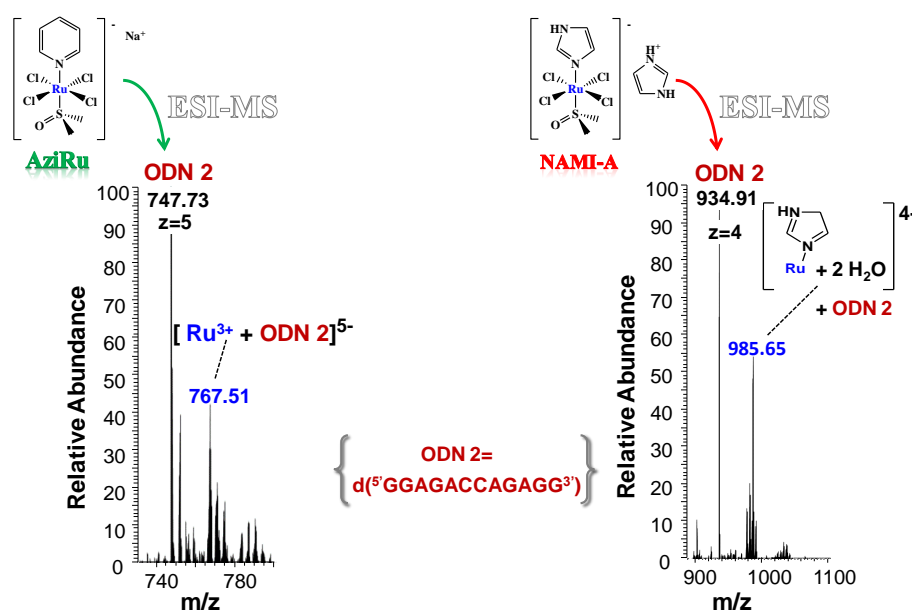 - Na⁺
N
Cl Cl
Ru
Cl Cl
O S
AziRu
ESI-MS
-
HN
N
Cl Cl
Ru
Cl Cl
O S
H⁺
N
NH
NAMI-A
ESI-MS
ODN 2
747.73
z=5
[ Ru³⁺ + ODN 2]⁵⁻
767.51
100
90
80
70
60
50
40
30
20
10
0
Relative Abundance
740 780
m/z
ODN 2=
d(⁵'GGAGACCAGAGG³')
ODN 2
934.91
z=4
4-
HN
N
Ru + 2 H₂O
+ ODN 2
985.65
100
90
80
70
60
50
40
30
20
10
0
Relative Abundance
900 1000 1100
m/z